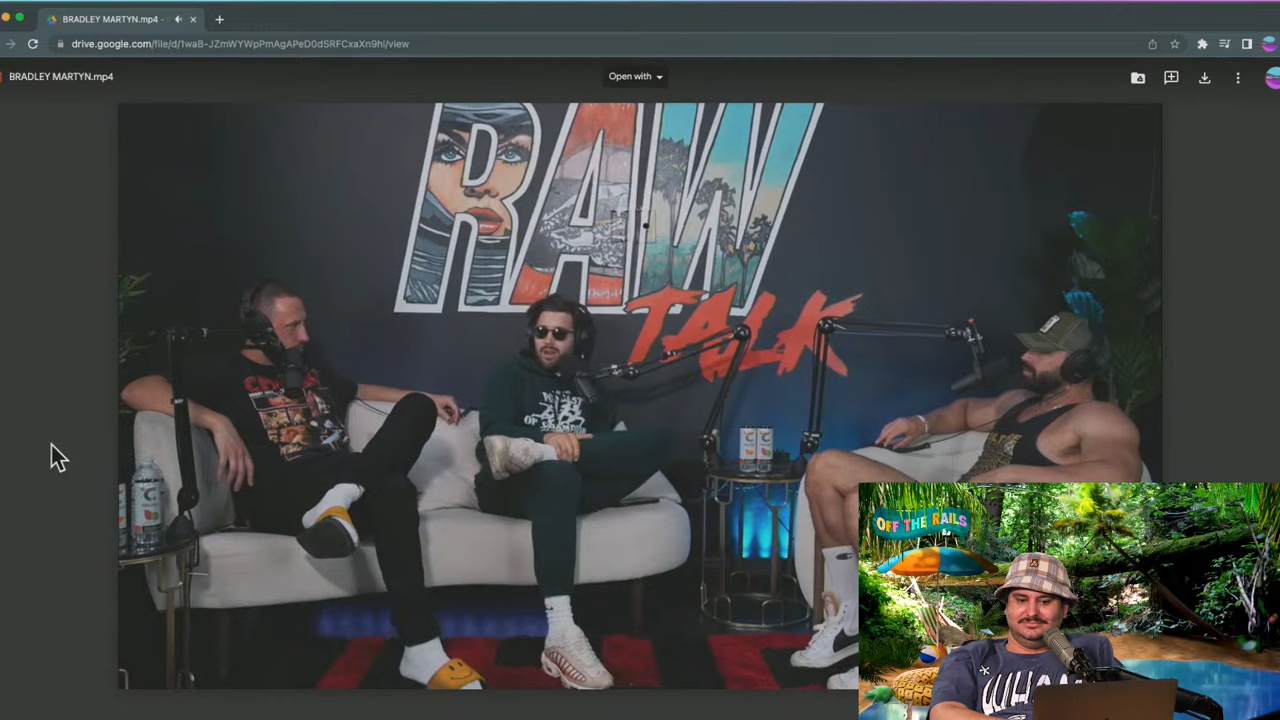 BRADLEY MARTYN.mp4 -
drive.google.com/file/d/1waB-JZmWYWpPmAgAPeD0dSRFCxaXn9hl/view
BRADLEY MARTYN.mp4
Open with
RAW
TALK
OFF THE RAILS